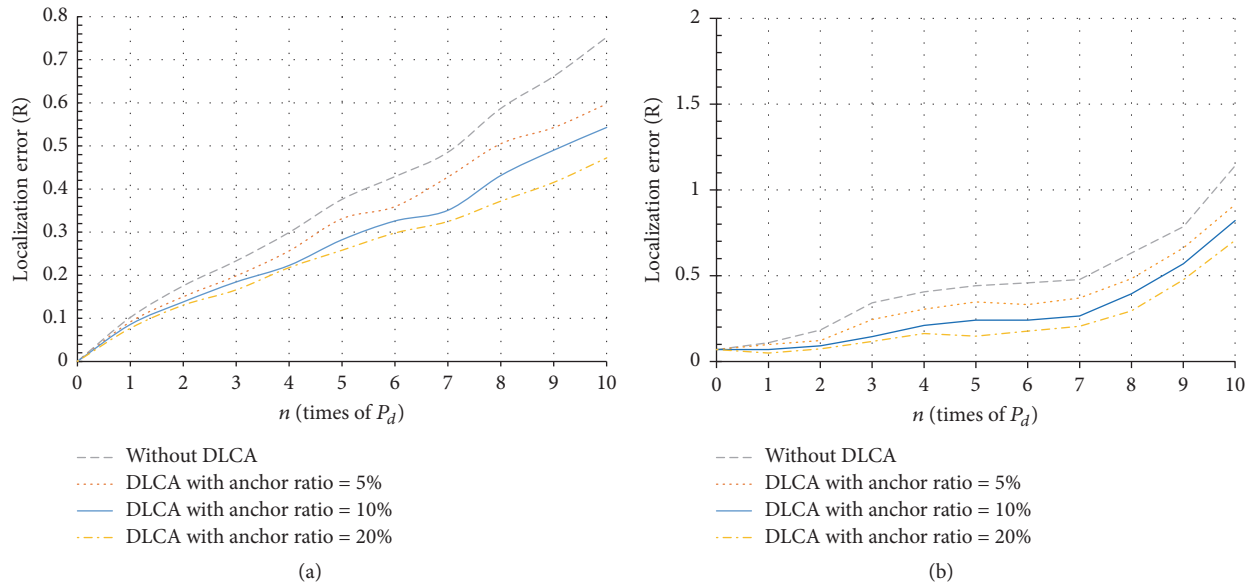 0.8
0.7
0.6
0.5
0.4
0.3
0.2
0.1
0
Localization error (R)
0 1 2 3 4 5 6 7 8 9 10
n (times of P_d)
Without DLCA
DLCA with anchor ratio = 5%
DLCA with anchor ratio = 10%
DLCA with anchor ratio = 20%
(a)
2
1.5
1
0.5
0
Localization error (R)
0 1 2 3 4 5 6 7 8 9 10
n (times of P_d)
Without DLCA
DLCA with anchor ratio = 5%
DLCA with anchor ratio = 10%
DLCA with anchor ratio = 20%
(b)